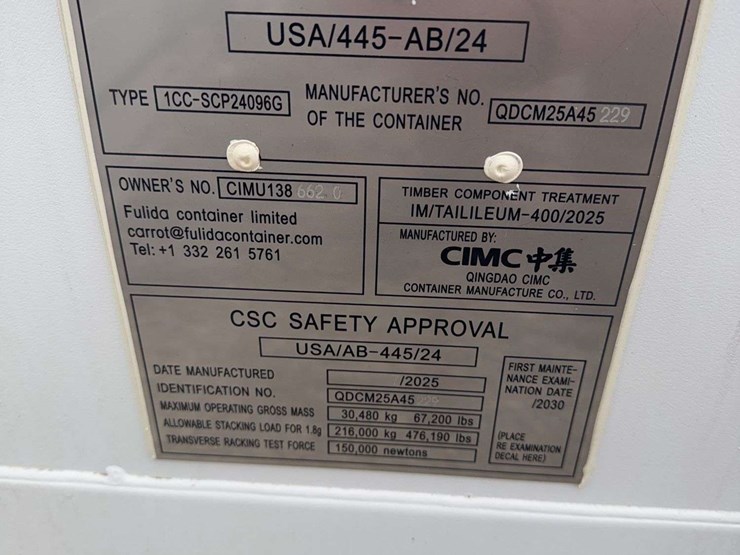 USA/445-AB/24
TYPE 1CC-SCP24096G
MANUFACTURER'S NO. OF THE CONTAINER QDCM25A45 229
OWNER'S NO. CIMU138 662 0
Fulida container limited
carrot@fulidacontainer.com
Tel: +1 332 261 5761
TIMBER COMPONENT TREATMENT
IM/TAILILEUM-400/2025
MANUFACTURED BY:
CIMC 中集
QINGDAO CIMC
CONTAINER MANUFACTURE CO., LTD.
CSC SAFETY APPROVAL
USA/AB-445/24
DATE MANUFACTURED /2025
IDENTIFICATION NO. QDCM25A45
MAXIMUM OPERATING GROSS MASS 30,480 kg 67,200 lbs
ALLOWABLE STACKING LOAD FOR 1.8g 216,000 kg 476,190 lbs
TRANSVERSE RACKING TEST FORCE 150,000 newtons
FIRST MAINTE-
NANCE EXAMI-
NATION DATE
/2030
(PLACE
RE EXAMINATION
DECAL HERE)